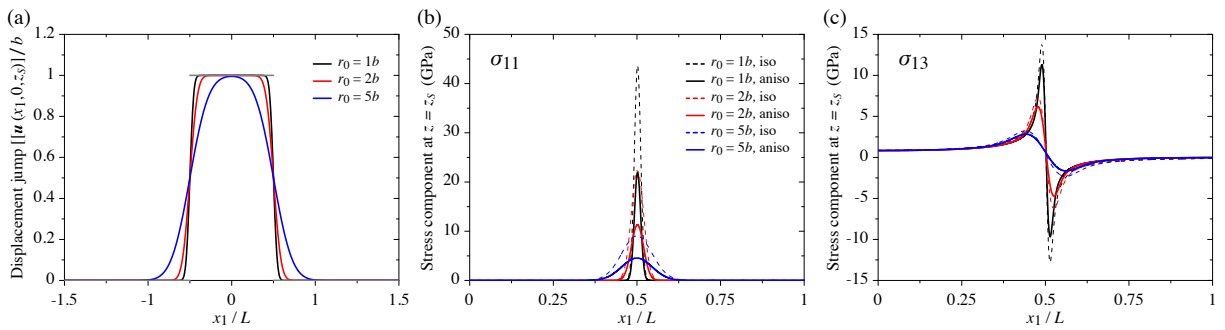 (a)
Displacement jump [[u (x1,0,zS)]] / b
1.2
1
0.8
0.6
0.4
0.2
0
r0 = 1b
r0 = 2b
r0 = 5b
-1.5
-1
0
1
1.5
x1 / L
(b)
Stress component at z = zS (GPa)
50
40
30
20
10
0
σ11
r0 = 1b, iso
r0 = 1b, aniso
r0 = 2b, iso
r0 = 2b, aniso
r0 = 5b, iso
r0 = 5b, aniso
0
0.25
0.5
0.75
1
x1 / L
(c)
Stress component at z = zS (GPa)
15
10
5
0
-5
-10
-15
σ13
0
0.25
0.5
0.75
1
x1 / L